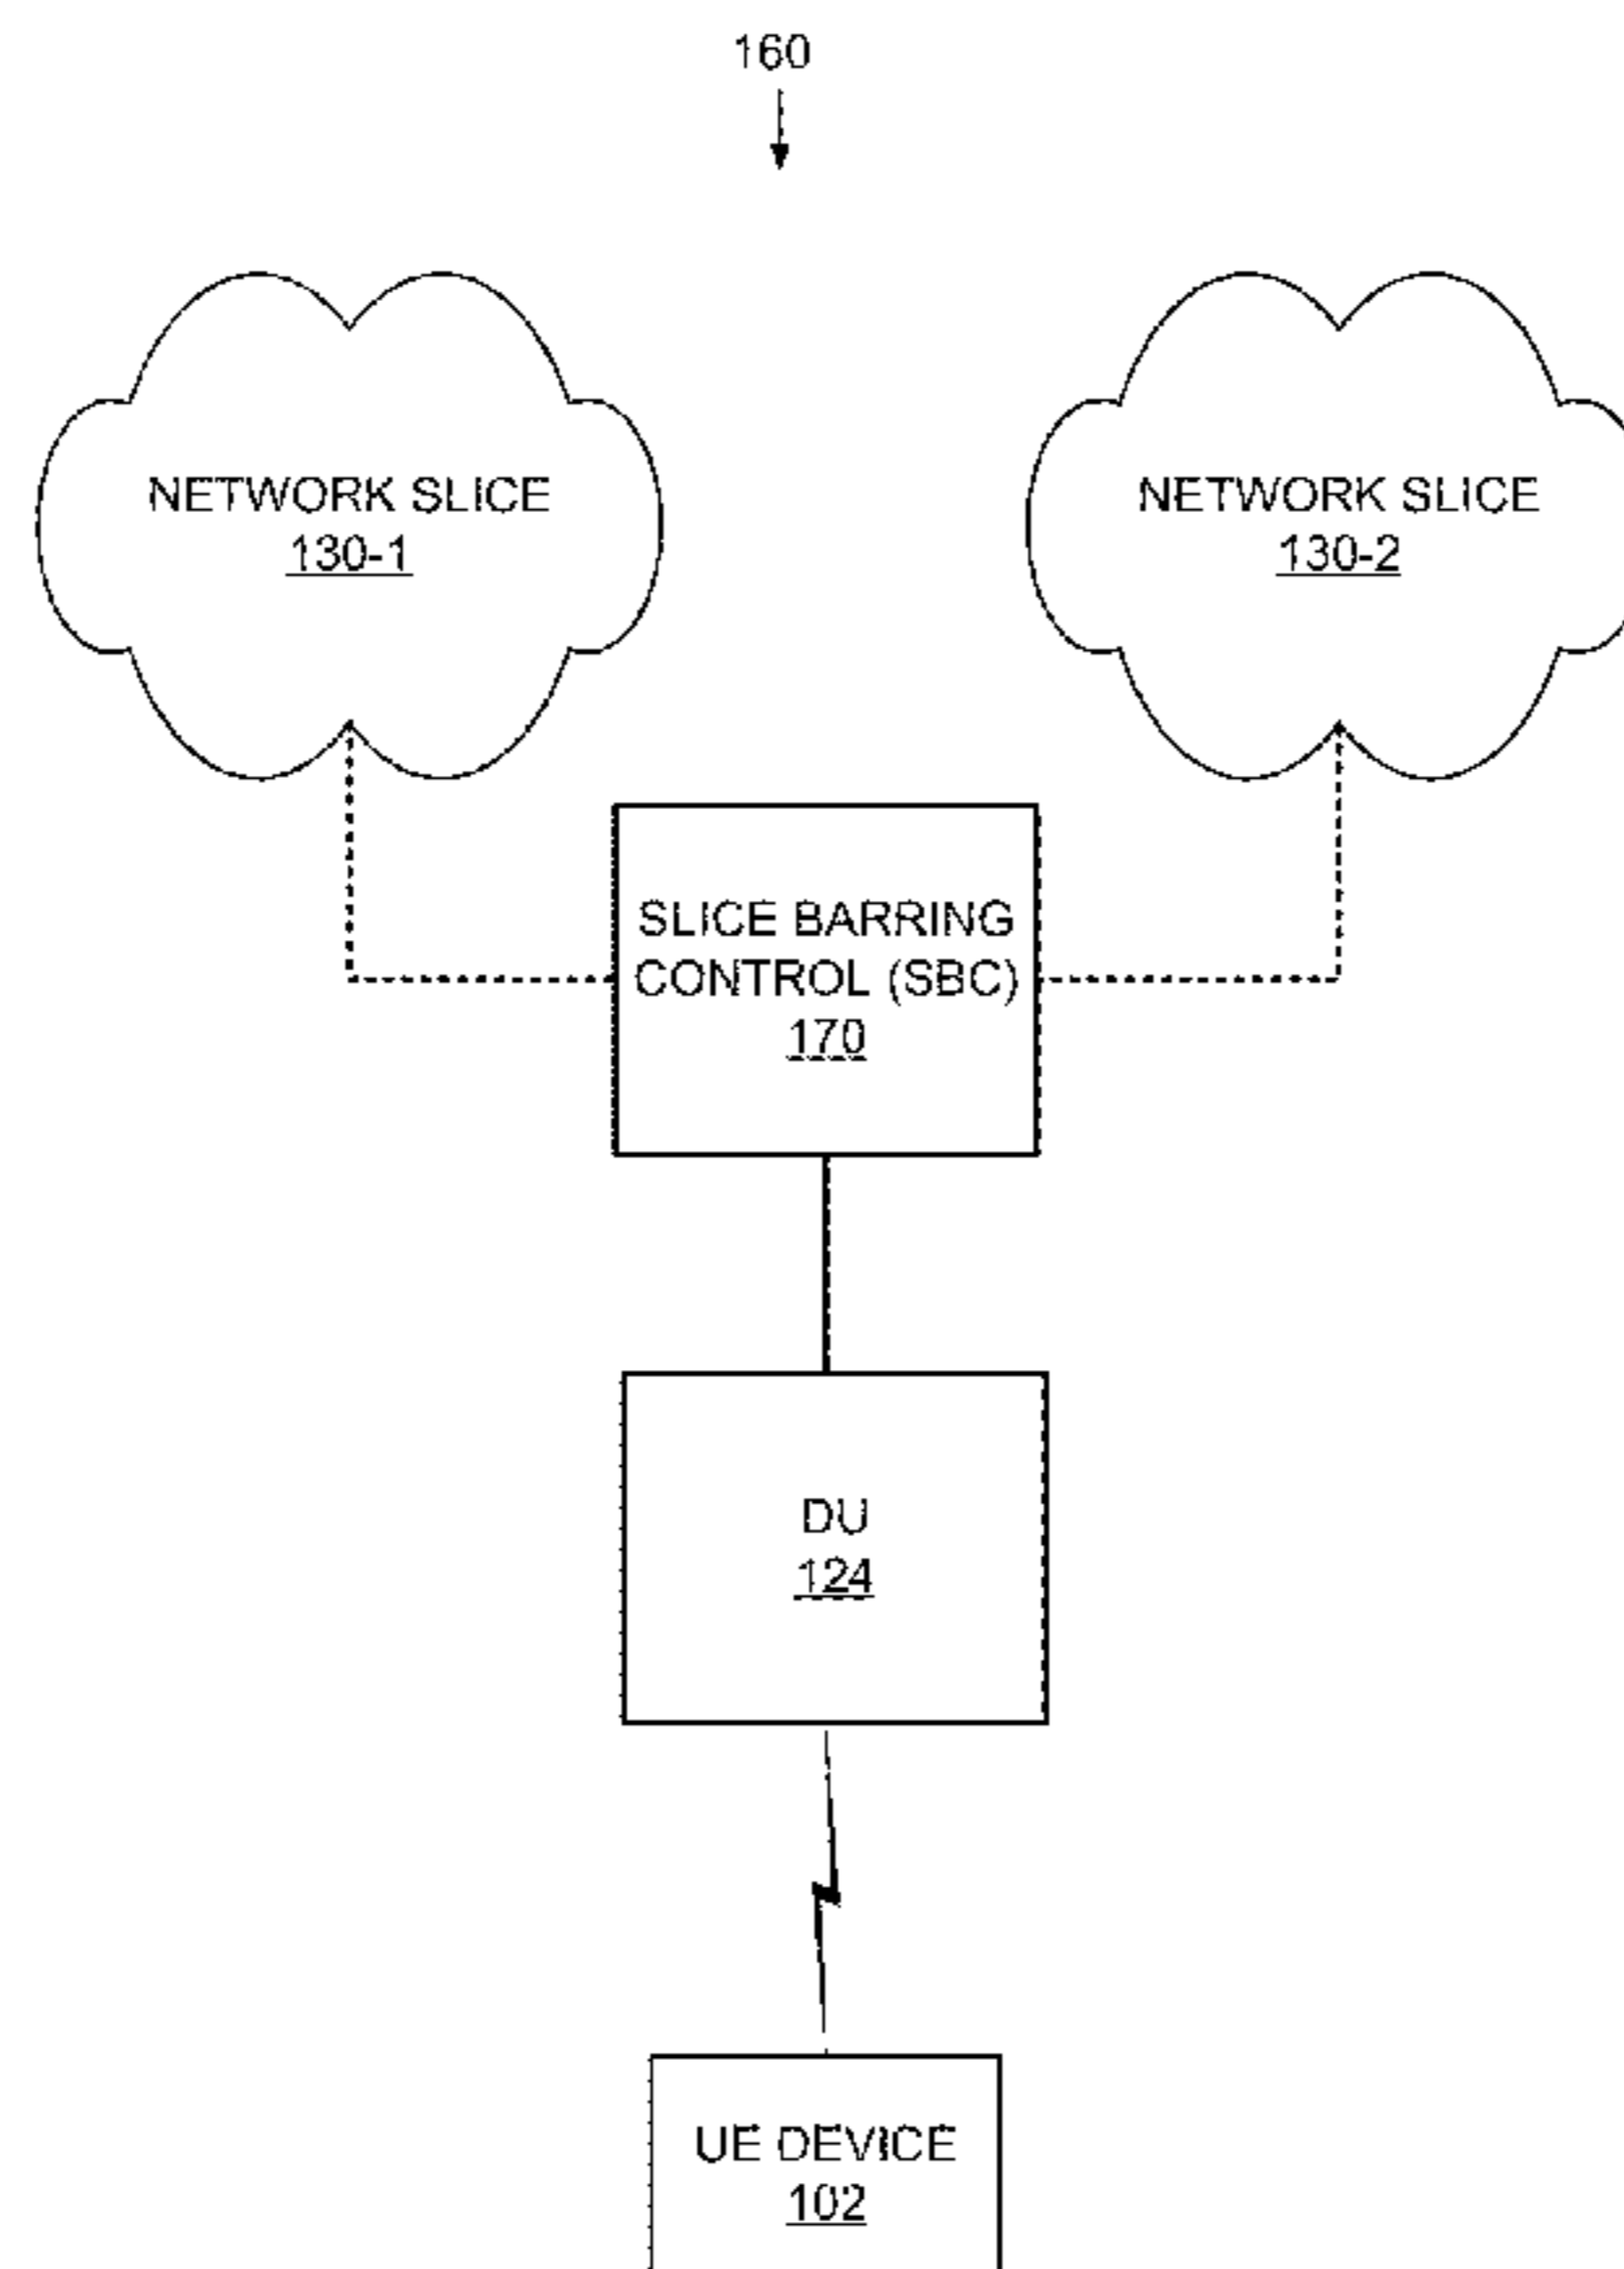 160
NETWORK SLICE
130-1
NETWORK SLICE
130-2
SLICE BARRING
CONTROL (SBC)
170
DU
124
UE DEVICE
102